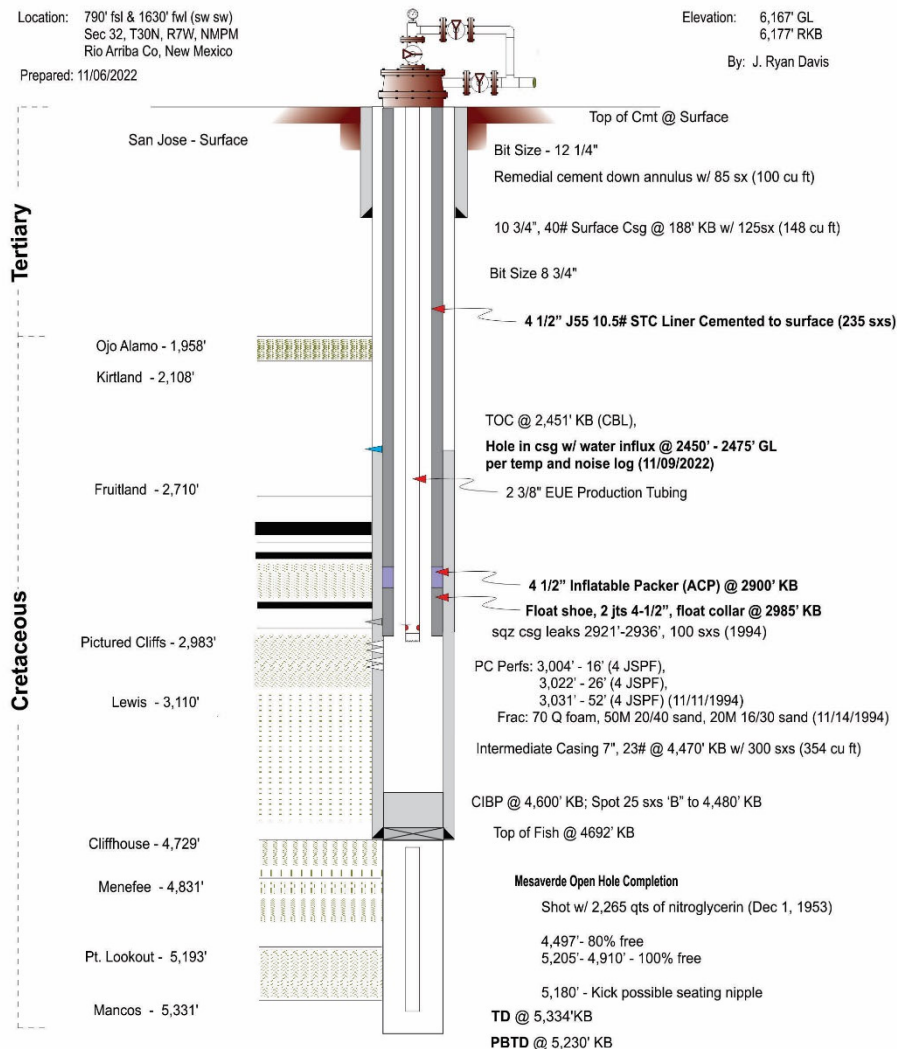 Location: 790' fsl & 1630' fwl (sw sw)
Sec 32, T30N, R7W, NMPM
Rio Arriba Co, New Mexico
Prepared: 11/06/2022
Elevation: 6,167' GL
6,177' RKB
By: J. Ryan Davis
Tertiary
Cretaceous
San Jose - Surface
Ojo Alamo - 1,958'
Kirtland - 2,108'
Fruitland - 2,710'
Pictured Cliffs - 2,983'
Lewis - 3,110'
Cliffhouse - 4,729'
Menefee - 4,831'
Pt. Lookout - 5,193'
Mancos - 5,331'
Top of Cmt @ Surface
Bit Size - 12 1/4"
Remedial cement down annulus w/ 85 sx (100 cu ft)
10 3/4", 40# Surface Csg @ 188' KB w/ 125sx (148 cu ft)
Bit Size 8 3/4"
4 1/2" J55 10.5# STC Liner Cemented to surface (235 sxs)
TOC @ 2,451' KB (CBL),
Hole in csg w/ water influx @ 2450' - 2475' GL
per temp and noise log (11/09/2022)
2 3/8" EUE Production Tubing
4 1/2" Inflatable Packer (ACP) @ 2900' KB
Float shoe, 2 jts 4-1/2", float collar @ 2985' KB
sqz csg leaks 2921'-2936', 100 sxs (1994)
PC Perfs: 3,004' - 16' (4 JSPF),
3,022' - 26' (4 JSPF),
3,031' - 52' (4 JSPF) (11/11/1994)
Frac: 70 Q foam, 50M 20/40 sand, 20M 16/30 sand (11/14/1994)
Intermediate Casing 7", 23# @ 4,470' KB w/ 300 sxs (354 cu ft)
CIBP @ 4,600' KB; Spot 25 sxs 'B" to 4,480' KB
Top of Fish @ 4692' KB
Mesaverde Open Hole Completion
Shot w/ 2,265 qts of nitroglycerin (Dec 1, 1953)
4,497'- 80% free
5,205'- 4,910' - 100% free
5,180' - Kick possible seating nipple
TD @ 5,334'KB
PBTD @ 5,230' KB